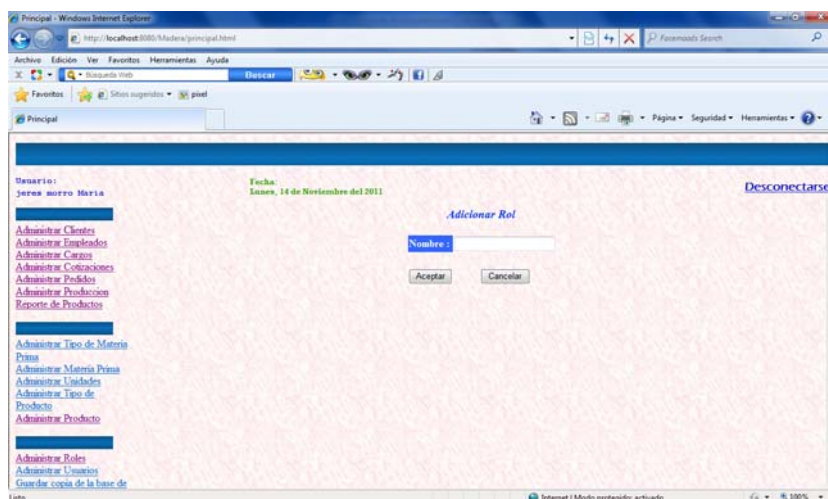 Principal - Windows Internet Explorer
http://localhost:8080/Madera/principal.html
Facemoods Search
Archivo Edición Ver Favoritos Herramientas Ayuda
Búsqueda Web
Buscar
Favoritos
Sitios sugeridos
pixel
Principal
Página Seguridad Herramientas
Usuario:
jeres morro Maria
Fecha:
Lunes, 14 de Noviembre del 2011
Desconectarse
Adicionar Rol
Nombre :
Aceptar Cancelar
Administrar Clientes
Administrar Empleados
Administrar Cargos
Administrar Cotizaciones
Administrar Pedidos
Administrar Produccion
Reporte de Productos
Administrar Tipo de Materia
Prima
Administrar Materia Prima
Administrar Unidades
Administrar Tipo de
Producto
Administrar Producto
Administrar Roles
Administrar Usuarios
Guardar copia de la base de
Listo
Internet | Modo protegido: activado
100%